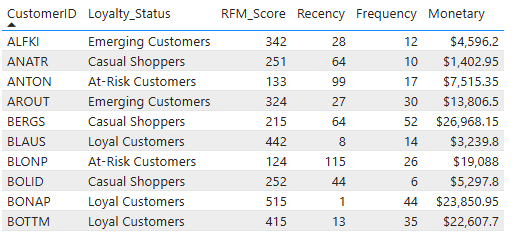 CustomerID Loyalty_Status RFM_Score Recency Frequency Monetary
ALFKI Emerging Customers 342 28 12 $4,596.2
ANATR Casual Shoppers 251 64 10 $1,402.95
ANTON At-Risk Customers 133 99 17 $7,515.35
AROUT Emerging Customers 324 27 30 $13,806.5
BERGS Casual Shoppers 215 64 52 $26,968.15
BLAUS Loyal Customers 442 8 14 $3,239.8
BLONP At-Risk Customers 124 115 26 $19,088
BOLID Casual Shoppers 252 44 6 $5,297.8
BONAP Loyal Customers 515 1 44 $23,850.95
BOTTM Loyal Customers 415 13 35 $22,607.7